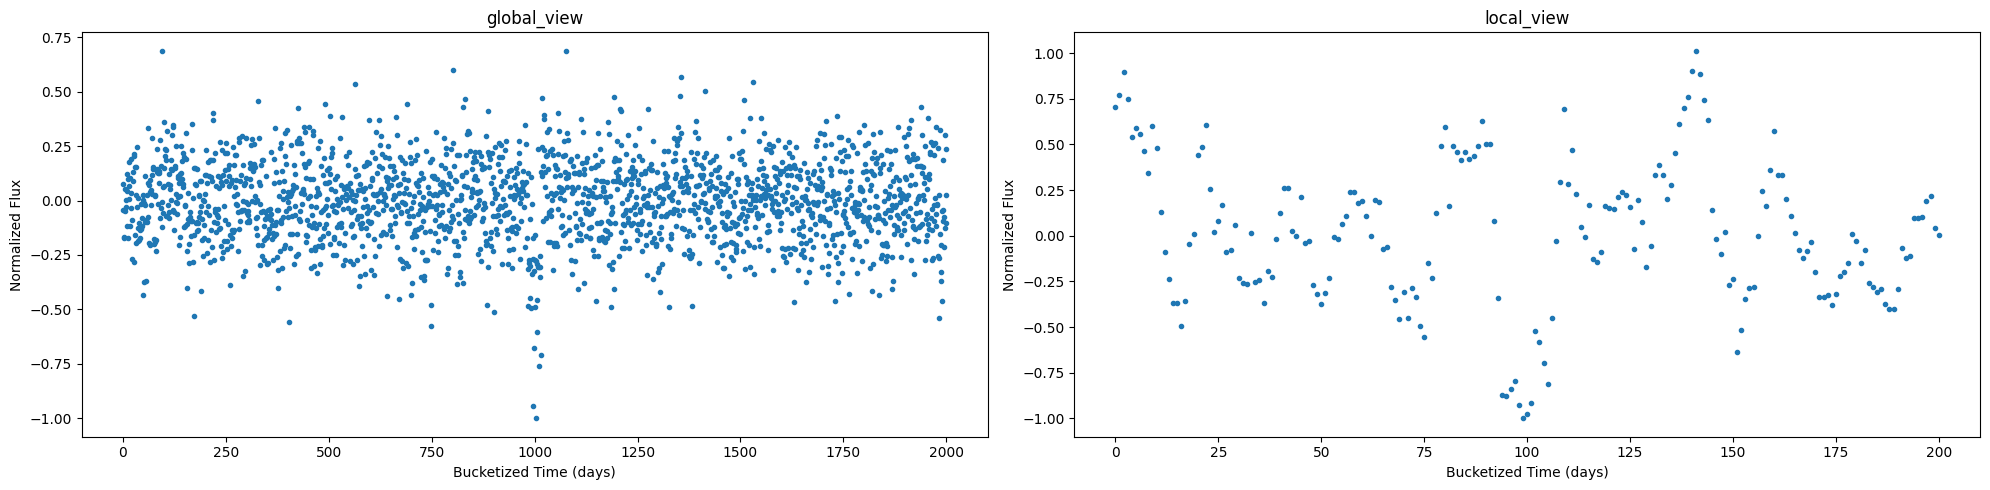 global_view
Normalized Flux
0.75
0.50
0.25
0.00
−0.25
−0.50
−0.75
−1.00
0 250 500 750 1000 1250 1500 1750 2000
Bucketized Time (days)
local_view
Normalized Flux
1.00
0.75
0.50
0.25
0.00
−0.25
−0.50
−0.75
−1.00
0 25 50 75 100 125 150 175 200
Bucketized Time (days)